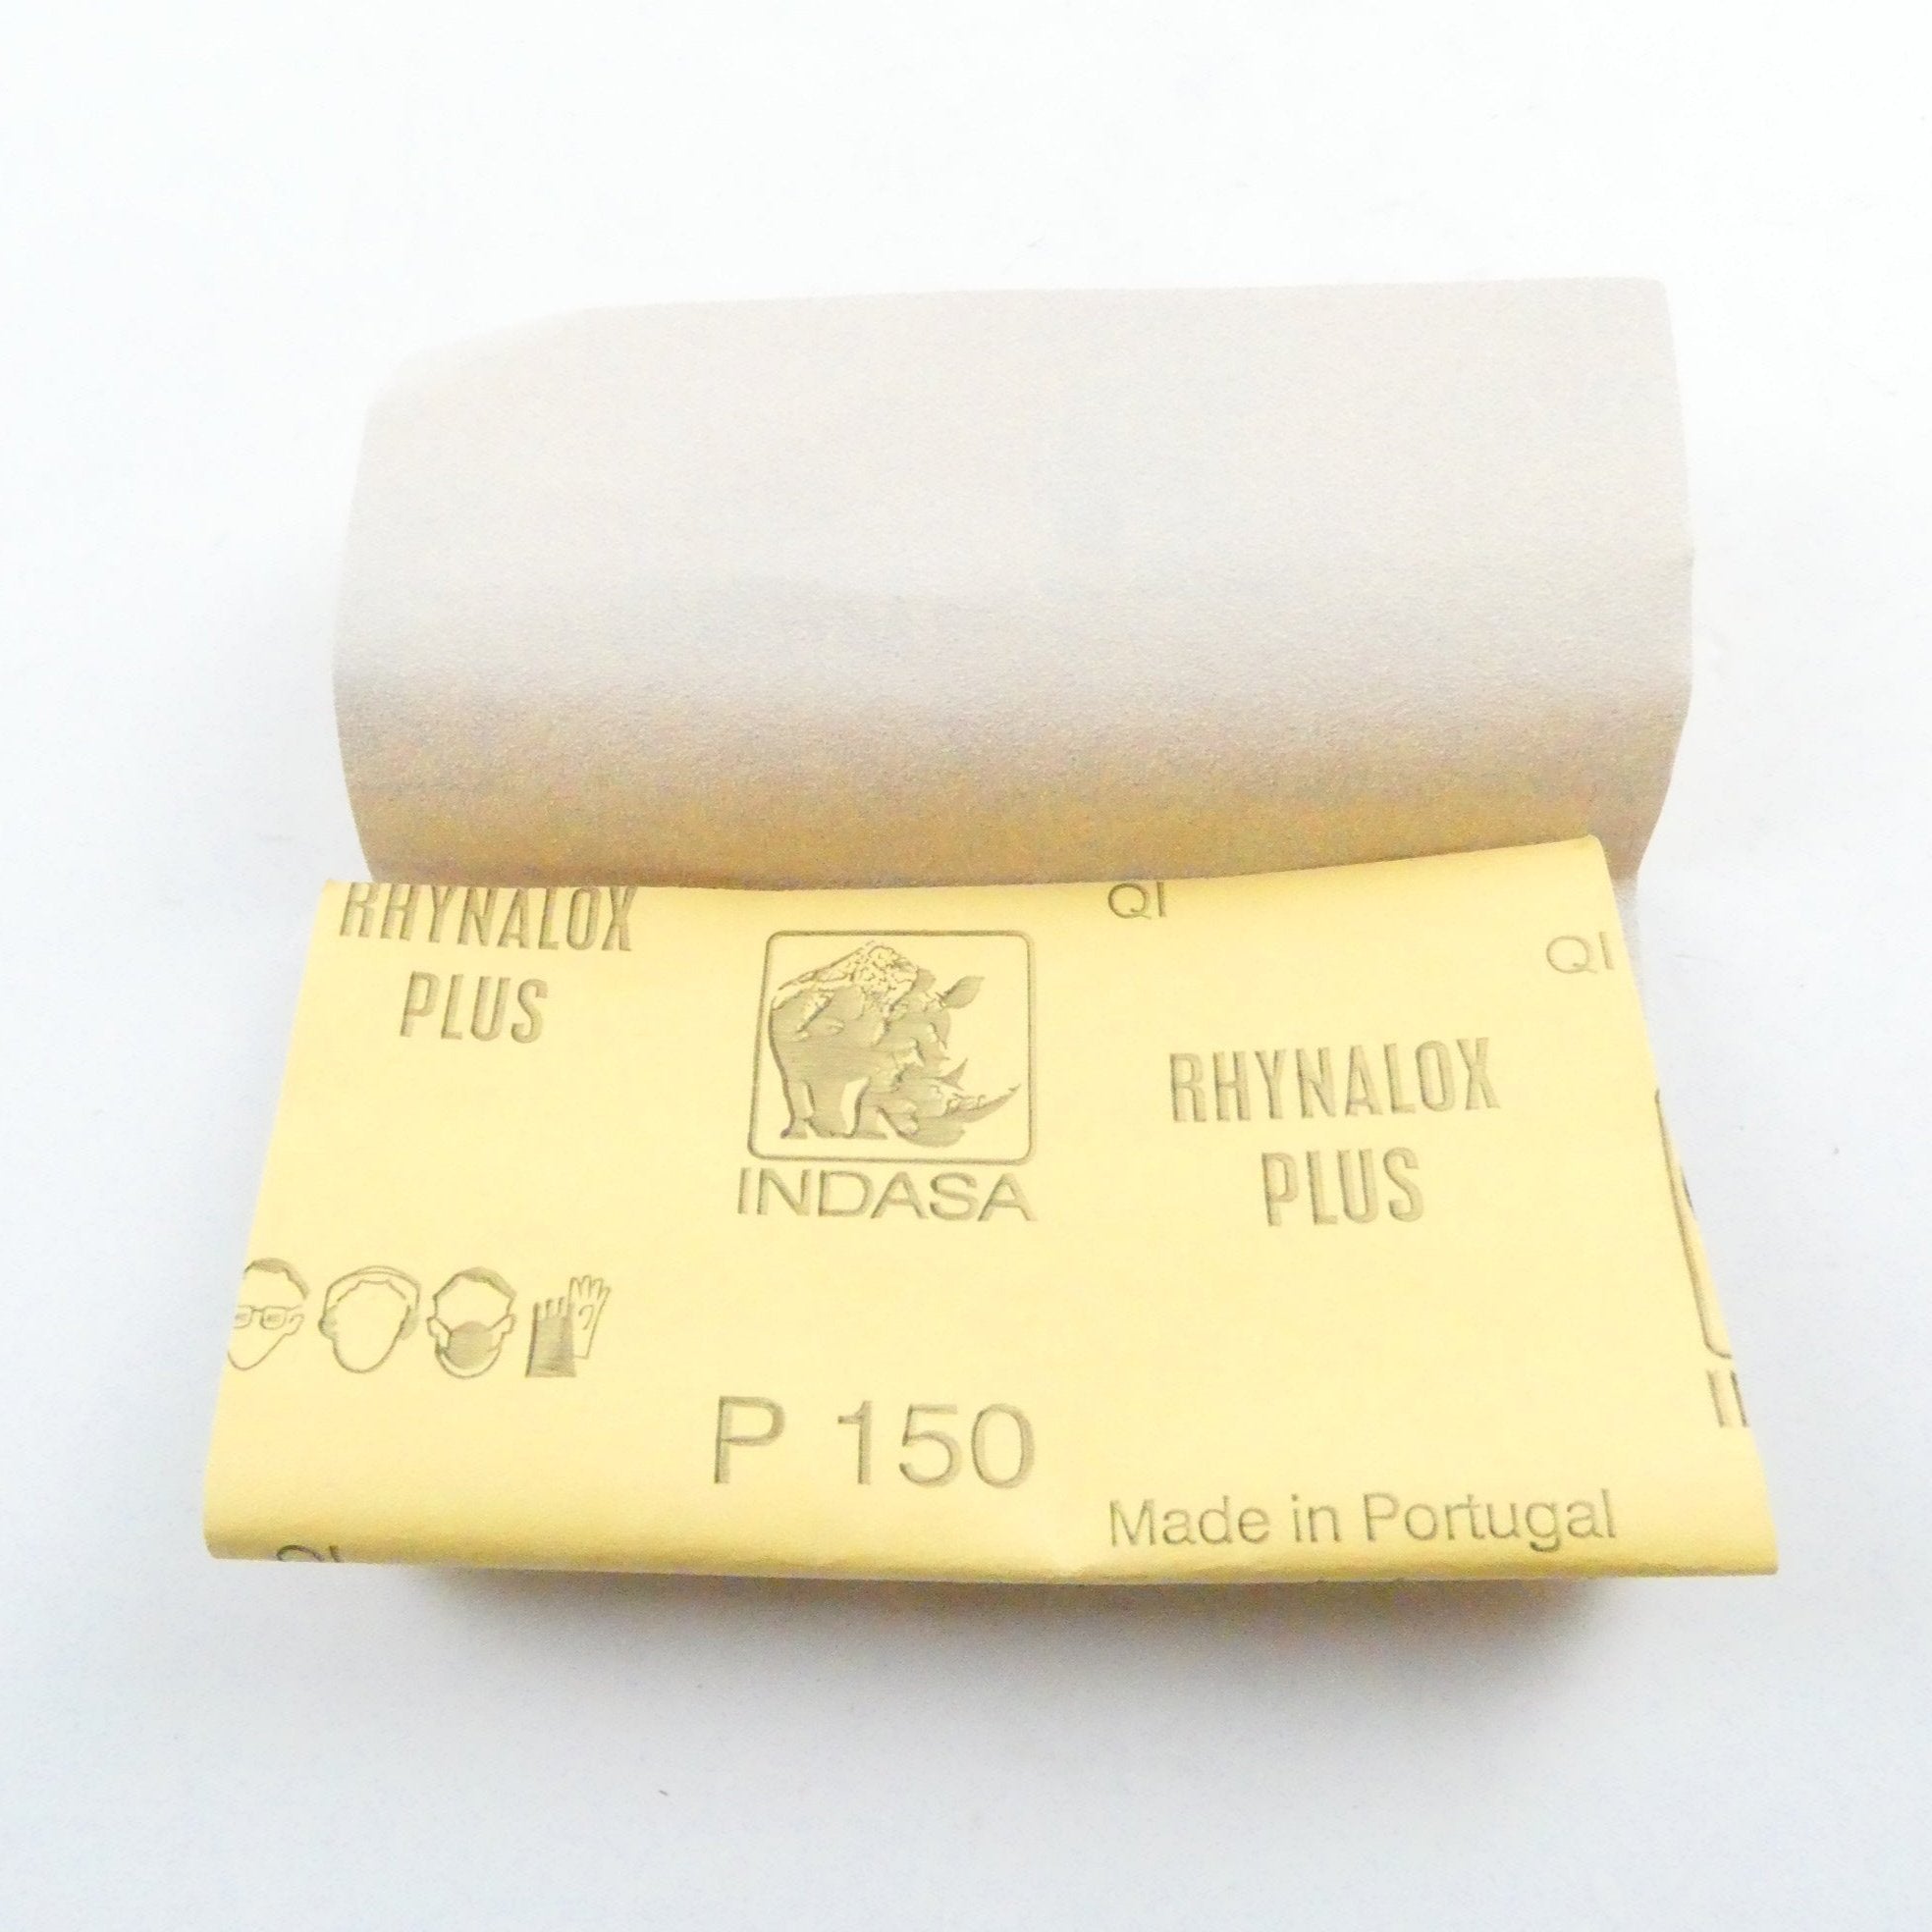 RHYNALOX
PLUS
INDASA
QI
QI
RHYNALOX
PLUS
P 150
Made in Portugal